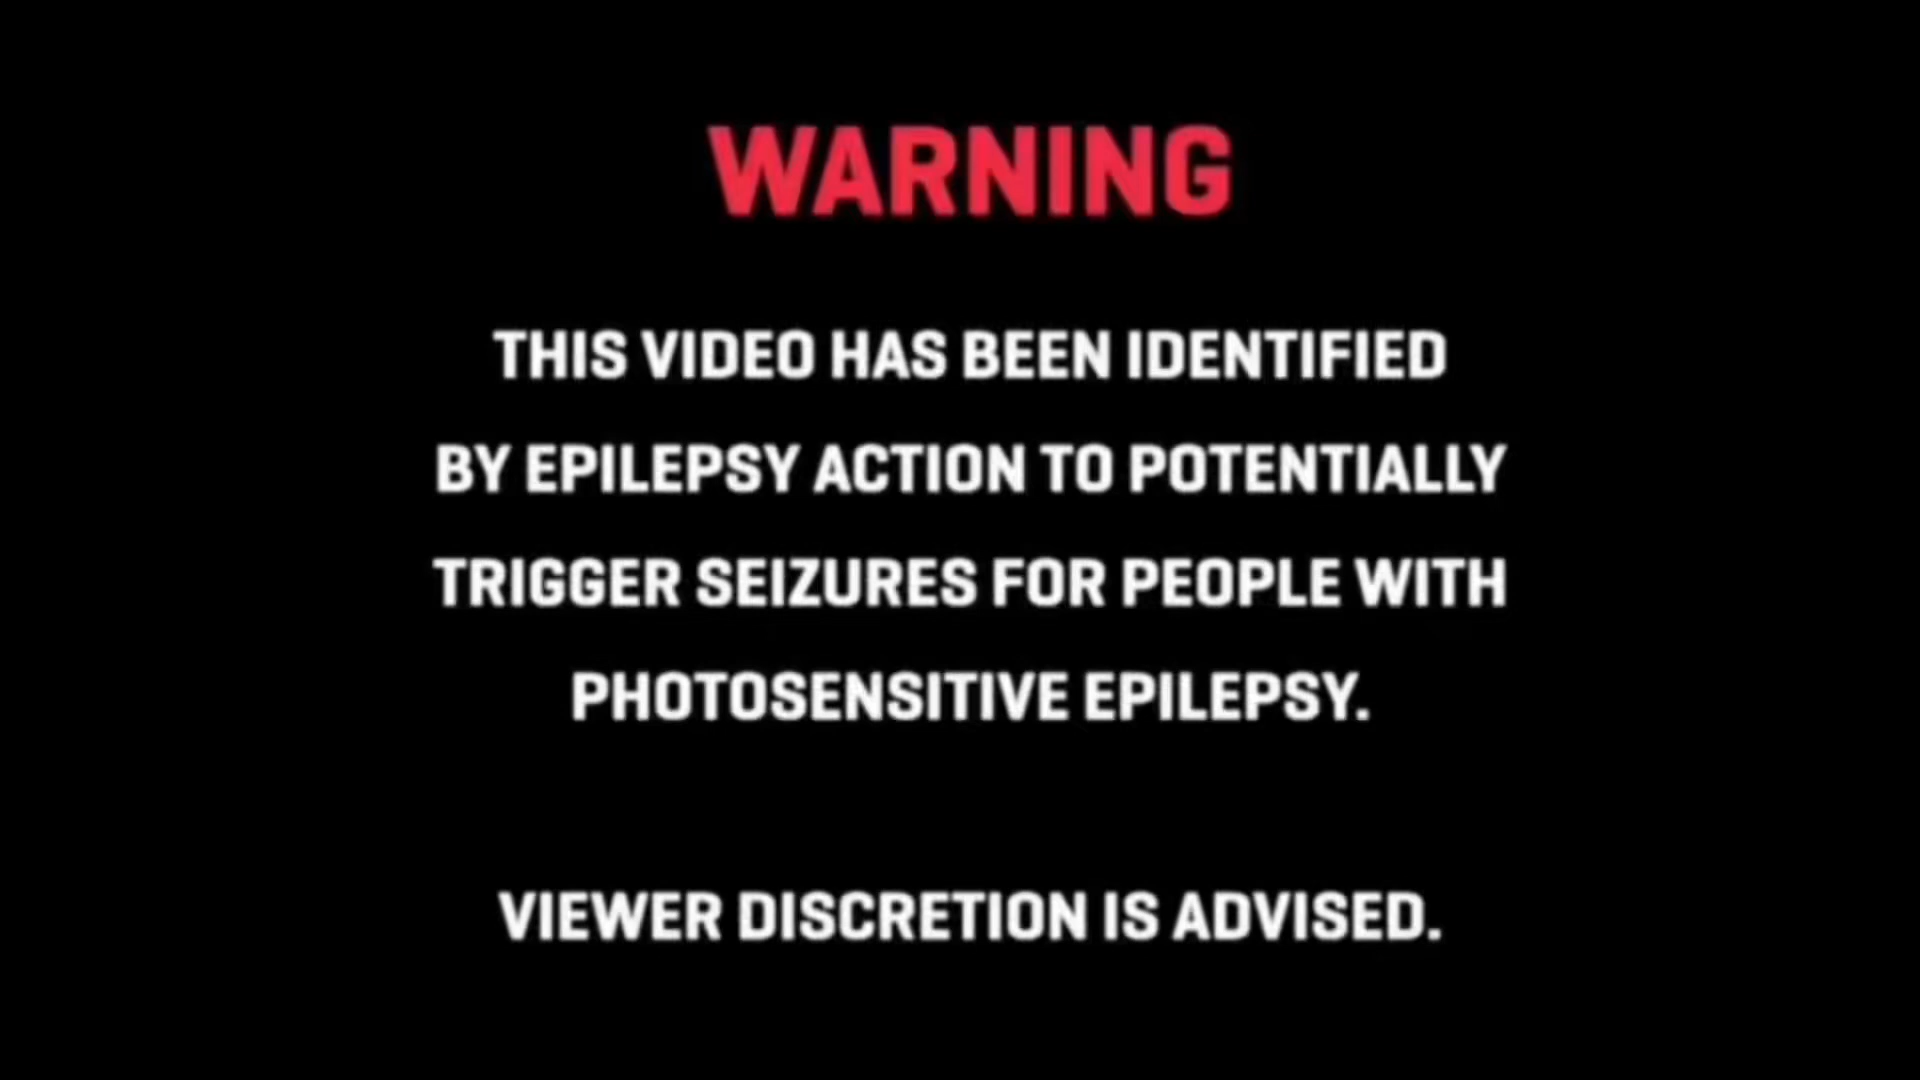 WARNING
THIS VIDEO HAS BEEN IDENTIFIED
BY EPILEPSY ACTION TO POTENTIALLY
TRIGGER SEIZURES FOR PEOPLE WITH
PHOTOSENSITIVE EPILEPSY.
VIEWER DISCRETION IS ADVISED.